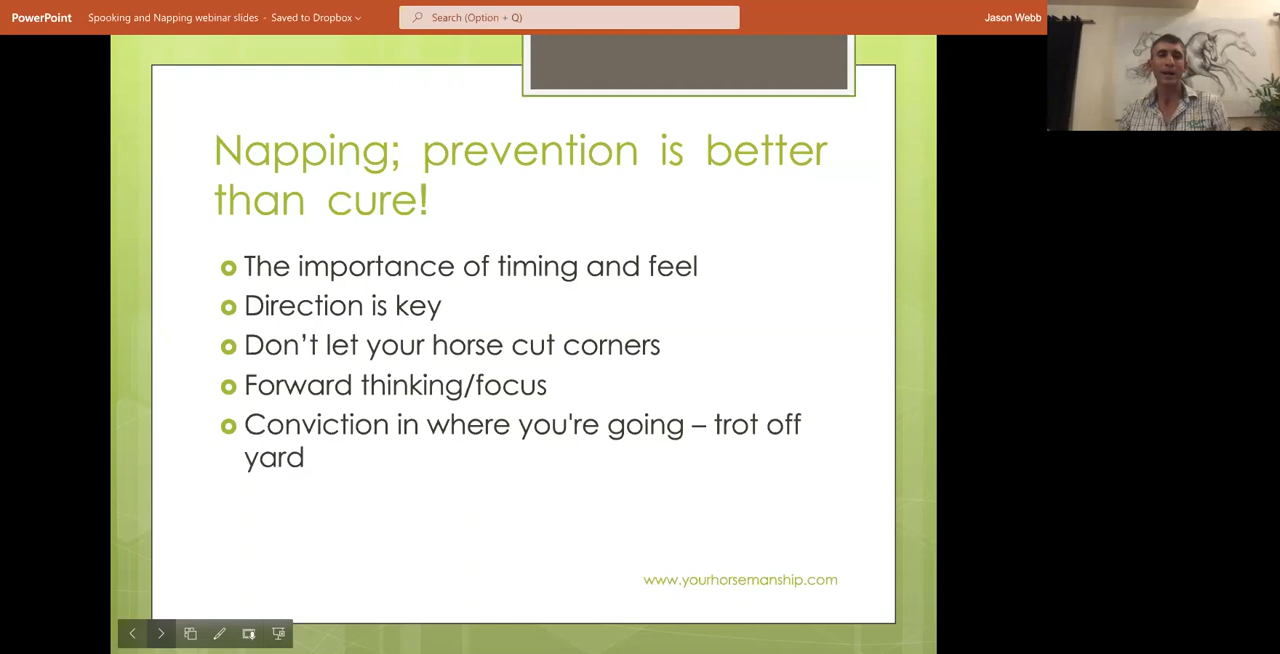 PowerPoint Spooking and Napping webinar slides - Saved to Dropbox Search (Option + Q) Jason Webb
Napping; prevention is better
than cure!
The importance of timing and feel
Direction is key
Don’t let your horse cut corners
Forward thinking/focus
Conviction in where you're going – trot off
yard
www.yourhorsemanship.com